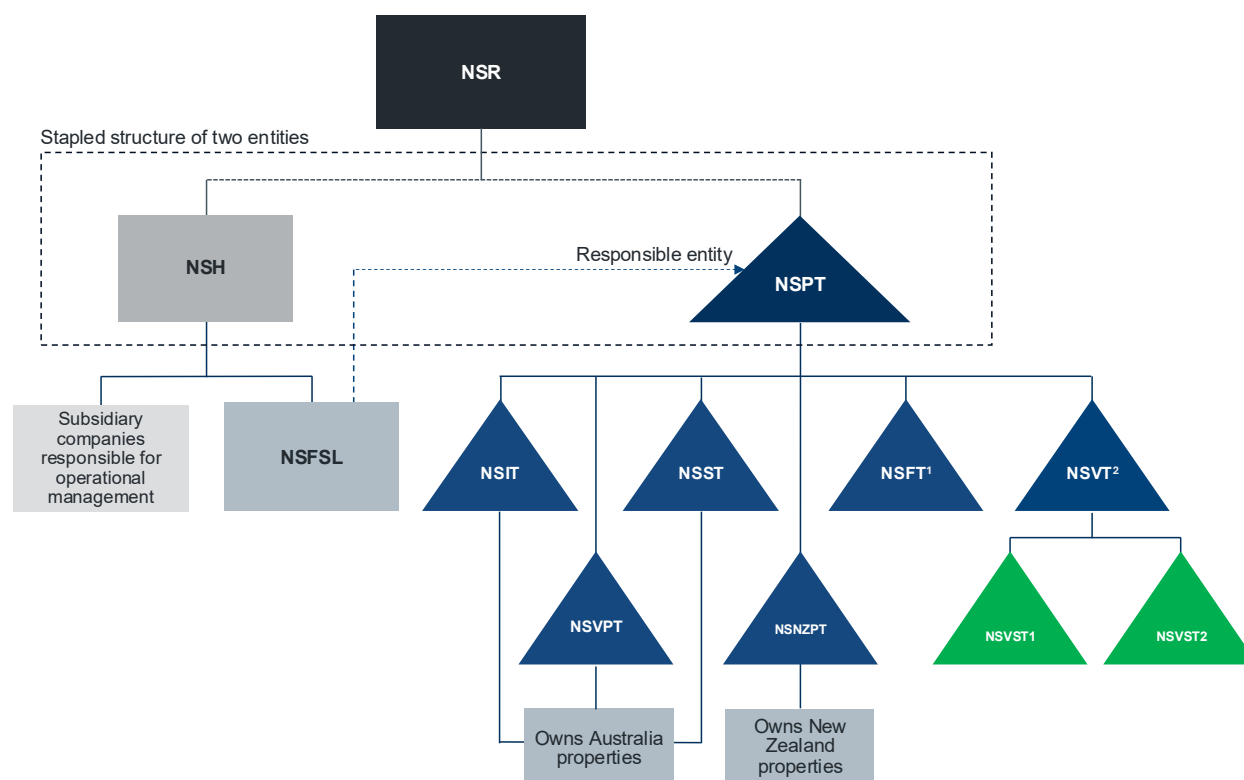 NSR
Stapled structure of two entities
NSH
Responsible entity
NSPT
Subsidiary
companies
responsible for
operational
management
NSFSL
NSIT
NSST
NSFT¹
NSVT²
NSVPT
NSNZPT
NSVST1
NSVST2
Owns Australia
properties
Owns New
Zealand
properties